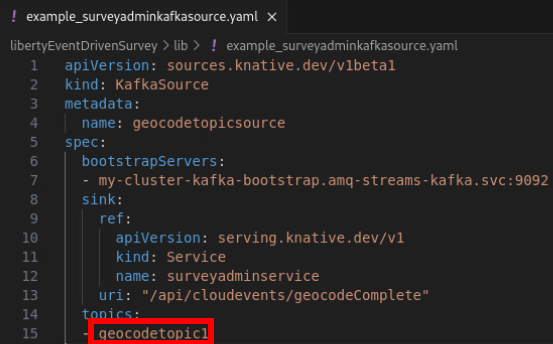 ! example_surveyadminkafkasource.yaml ×
libertyEventDrivenSurvey > lib > ! example_surveyadminkafkasource.yaml
1 apiVersion: sources.knative.dev/v1beta1
2 kind: KafkaSource
3 metadata:
4 name: geocodetopicsource
5 spec:
6 bootstrapServers:
7 - my-cluster-kafka-bootstrap.amq-streams-kafka.svc:9092
8 sink:
9 ref:
10 apiVersion: serving.knative.dev/v1
11 kind: Service
12 name: surveyadminservice
13 uri: "/api/cloudevents/geocodeComplete"
14 topics:
15 - geocodetopic1